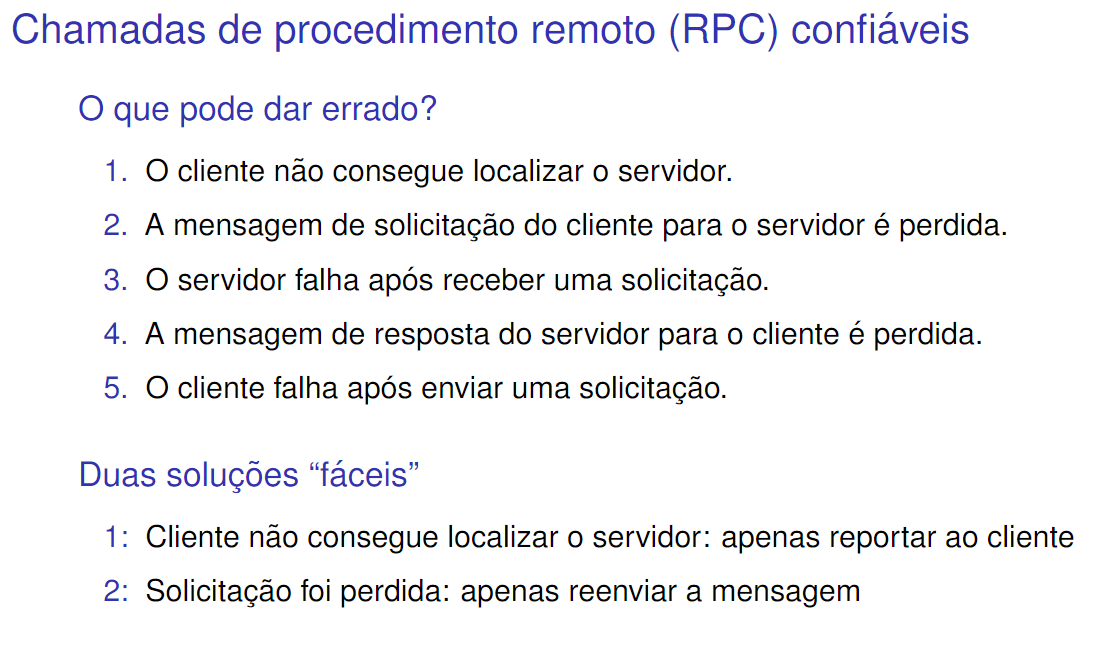 Chamadas de procedimento remoto (RPC) confiáveis
O que pode dar errado?
1. O cliente não consegue localizar o servidor.
2. A mensagem de solicitação do cliente para o servidor é perdida.
3. O servidor falha após receber uma solicitação.
4. A mensagem de resposta do servidor para o cliente é perdida.
5. O cliente falha após enviar uma solicitação.
Duas soluções “fáceis”
1: Cliente não consegue localizar o servidor: apenas reportar ao cliente
2: Solicitação foi perdida: apenas reenviar a mensagem